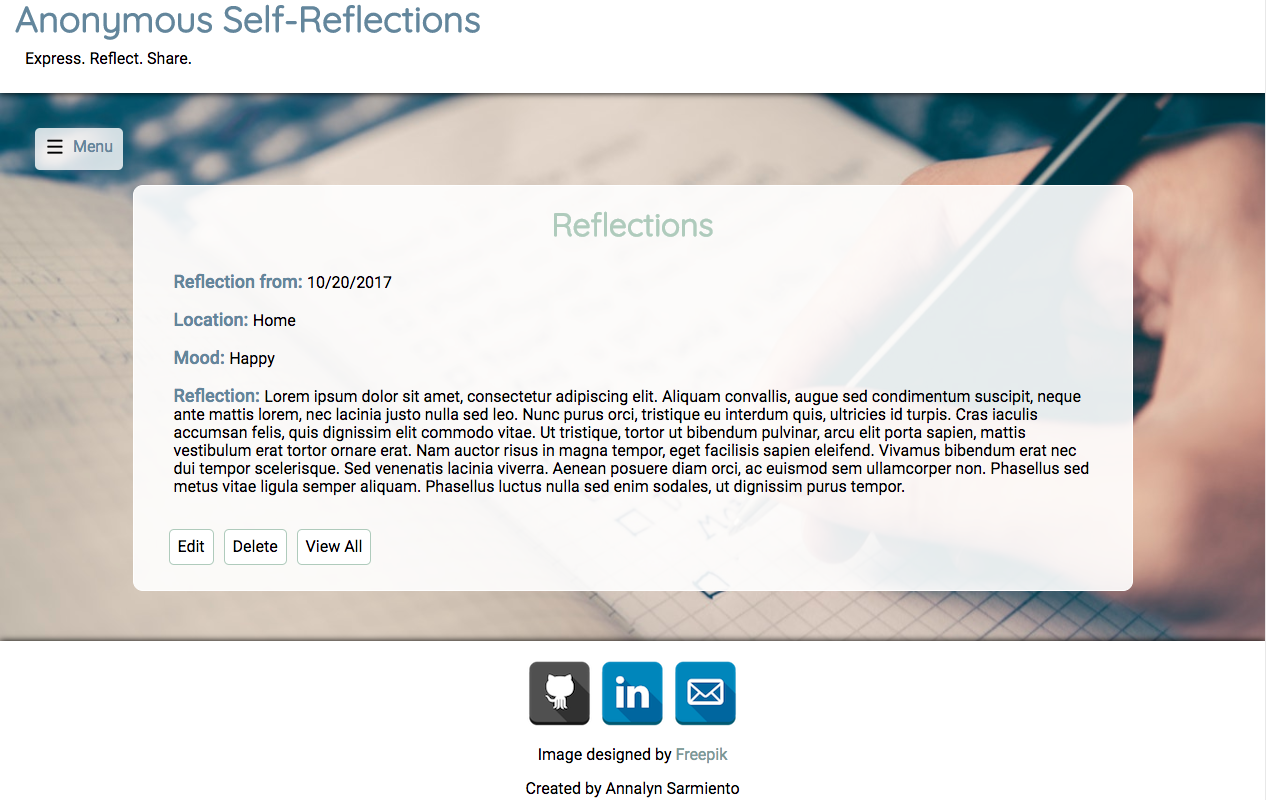 Anonymous Self-Reflections
Express. Reflect. Share.
Menu
Reflections
Reflection from: 10/20/2017
Location: Home
Mood: Happy
Reflection: Lorem ipsum dolor sit amet, consectetur adipiscing elit. Aliquam convallis, augue sed condimentum suscipit, neque
ante mattis lorem, nec lacinia justo nulla sed leo. Nunc purus orci, tristique eu interdum quis, ultricies id turpis. Cras iaculis
accumsan felis, quis dignissim elit commodo vitae. Ut tristique, tortor ut bibendum pulvinar, arcu elit porta sapien, mattis
vestibulum erat tortor ornare erat. Nam auctor risus in magna tempor, eget facilisis sapien eleifend. Vivamus bibendum erat nec
dui tempor scelerisque. Sed venenatis lacinia viverra. Aenean posuere diam orci, ac euismod sem ullamcorper non. Phasellus sed
metus vitae ligula semper aliquam. Phasellus luctus nulla sed enim sodales, ut dignissim purus tempor.
Edit Delete View All
in
Image designed by Freepik
Created by Annalyn Sarmiento